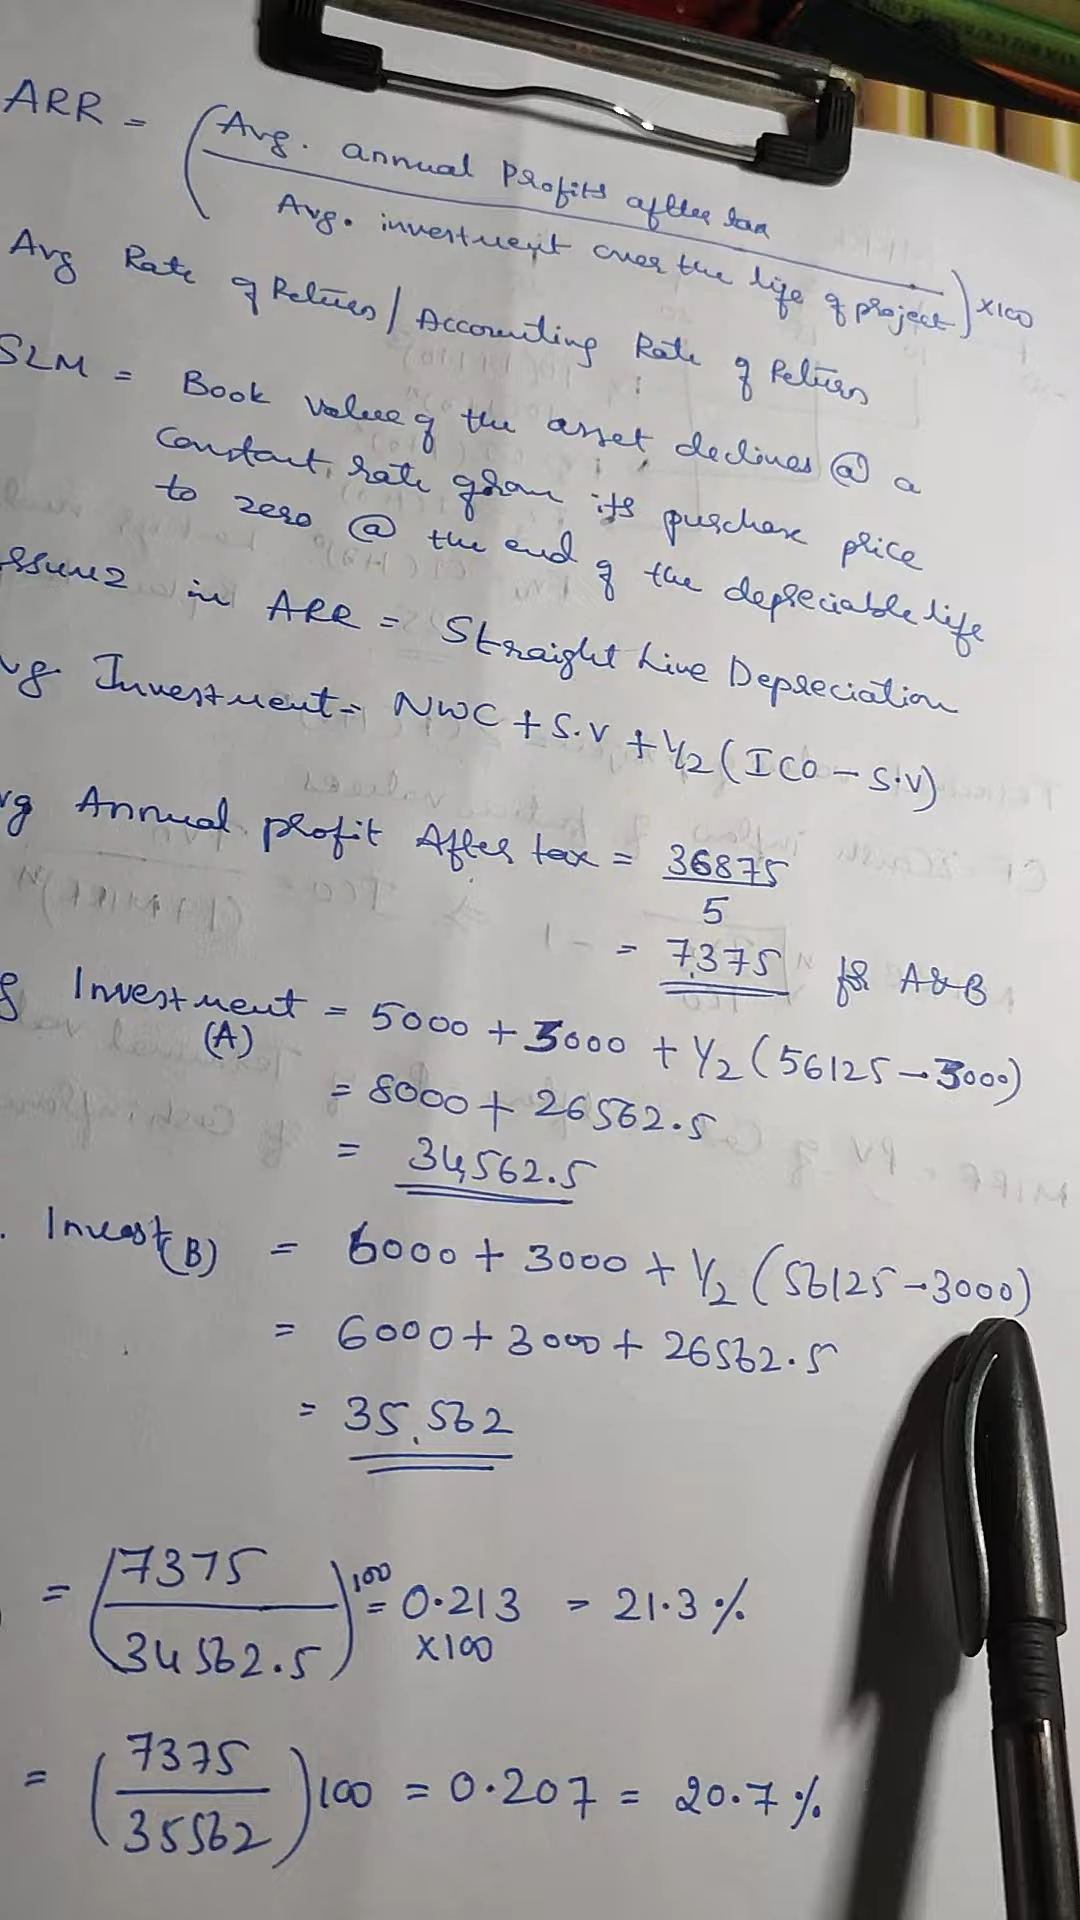 ARR = (Avg. annual Profits after tax
Avg. investment over the life of project) x100
Avg Rate of Return / Accounting Rate of Return
SLM = Book value of the asset declines @ a
constant rate from its purchase price
to zero @ the end of the depreciable life
ssum2 in ARR = Straight Line Depreciation
vg Investment = NWC + S.V + 1/2 (ICO - S.V)
vg Annual profit After tax = 36875
5
= 7375 for A&B
g Investment (A) = 5000 + 3000 + 1/2 (56125 - 3000)
= 8000 + 26562.5
= 34,562.5
. Invest (B) = 6000 + 3000 + 1/2 (56125 - 3000)
= 6000 + 3000 + 26562.5
= 35,562
= (7375 / 34562.5) 100 = 0.213 x100 = 21.3%
= (7375 / 35562) 100 = 0.207 = 20.7%